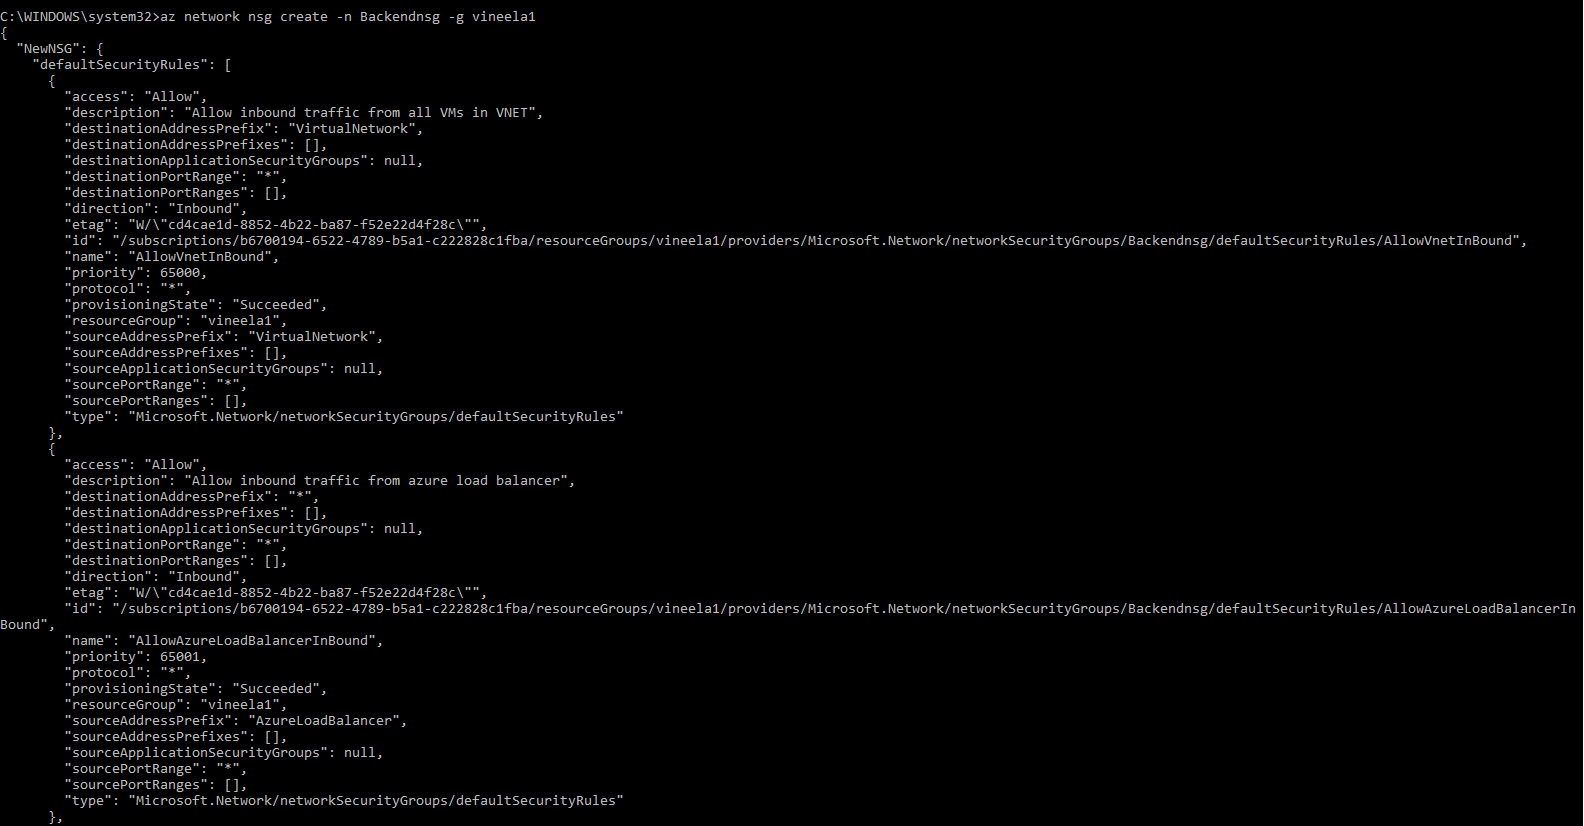 C:\WINDOWS\system32>az network nsg create -n Backendnsg -g vineela1
{
  "NewNSG": {
    "defaultSecurityRules": [
      {
        "access": "Allow",
        "description": "Allow inbound traffic from all VMs in VNET",
        "destinationAddressPrefix": "VirtualNetwork",
        "destinationAddressPrefixes": [],
        "destinationApplicationSecurityGroups": null,
        "destinationPortRange": "*",
        "destinationPortRanges": [],
        "direction": "Inbound",
        "etag": "W/\"cd4cae1d-8852-4b22-ba87-f52e22d4f28c\"",
        "id": "/subscriptions/b6700194-6522-4789-b5a1-c222828c1fba/resourceGroups/vineela1/providers/Microsoft.Network/networkSecurityGroups/Backendnsg/defaultSecurityRules/AllowVnetInBound",
        "name": "AllowVnetInBound",
        "priority": 65000,
        "protocol": "*",
        "provisioningState": "Succeeded",
        "resourceGroup": "vineela1",
        "sourceAddressPrefix": "VirtualNetwork",
        "sourceAddressPrefixes": [],
        "sourceApplicationSecurityGroups": null,
        "sourcePortRange": "*",
        "sourcePortRanges": [],
        "type": "Microsoft.Network/networkSecurityGroups/defaultSecurityRules"
      },
      {
        "access": "Allow",
        "description": "Allow inbound traffic from azure load balancer",
        "destinationAddressPrefix": "*",
        "destinationAddressPrefixes": [],
        "destinationApplicationSecurityGroups": null,
        "destinationPortRange": "*",
        "destinationPortRanges": [],
        "direction": "Inbound",
        "etag": "W/\"cd4cae1d-8852-4b22-ba87-f52e22d4f28c\"",
        "id": "/subscriptions/b6700194-6522-4789-b5a1-c222828c1fba/resourceGroups/vineela1/providers/Microsoft.Network/networkSecurityGroups/Backendnsg/defaultSecurityRules/AllowAzureLoadBalancerIn
Bound",
        "name": "AllowAzureLoadBalancerInBound",
        "priority": 65001,
        "protocol": "*",
        "provisioningState": "Succeeded",
        "resourceGroup": "vineela1",
        "sourceAddressPrefix": "AzureLoadBalancer",
        "sourceAddressPrefixes": [],
        "sourceApplicationSecurityGroups": null,
        "sourcePortRange": "*",
        "sourcePortRanges": [],
        "type": "Microsoft.Network/networkSecurityGroups/defaultSecurityRules"
      },